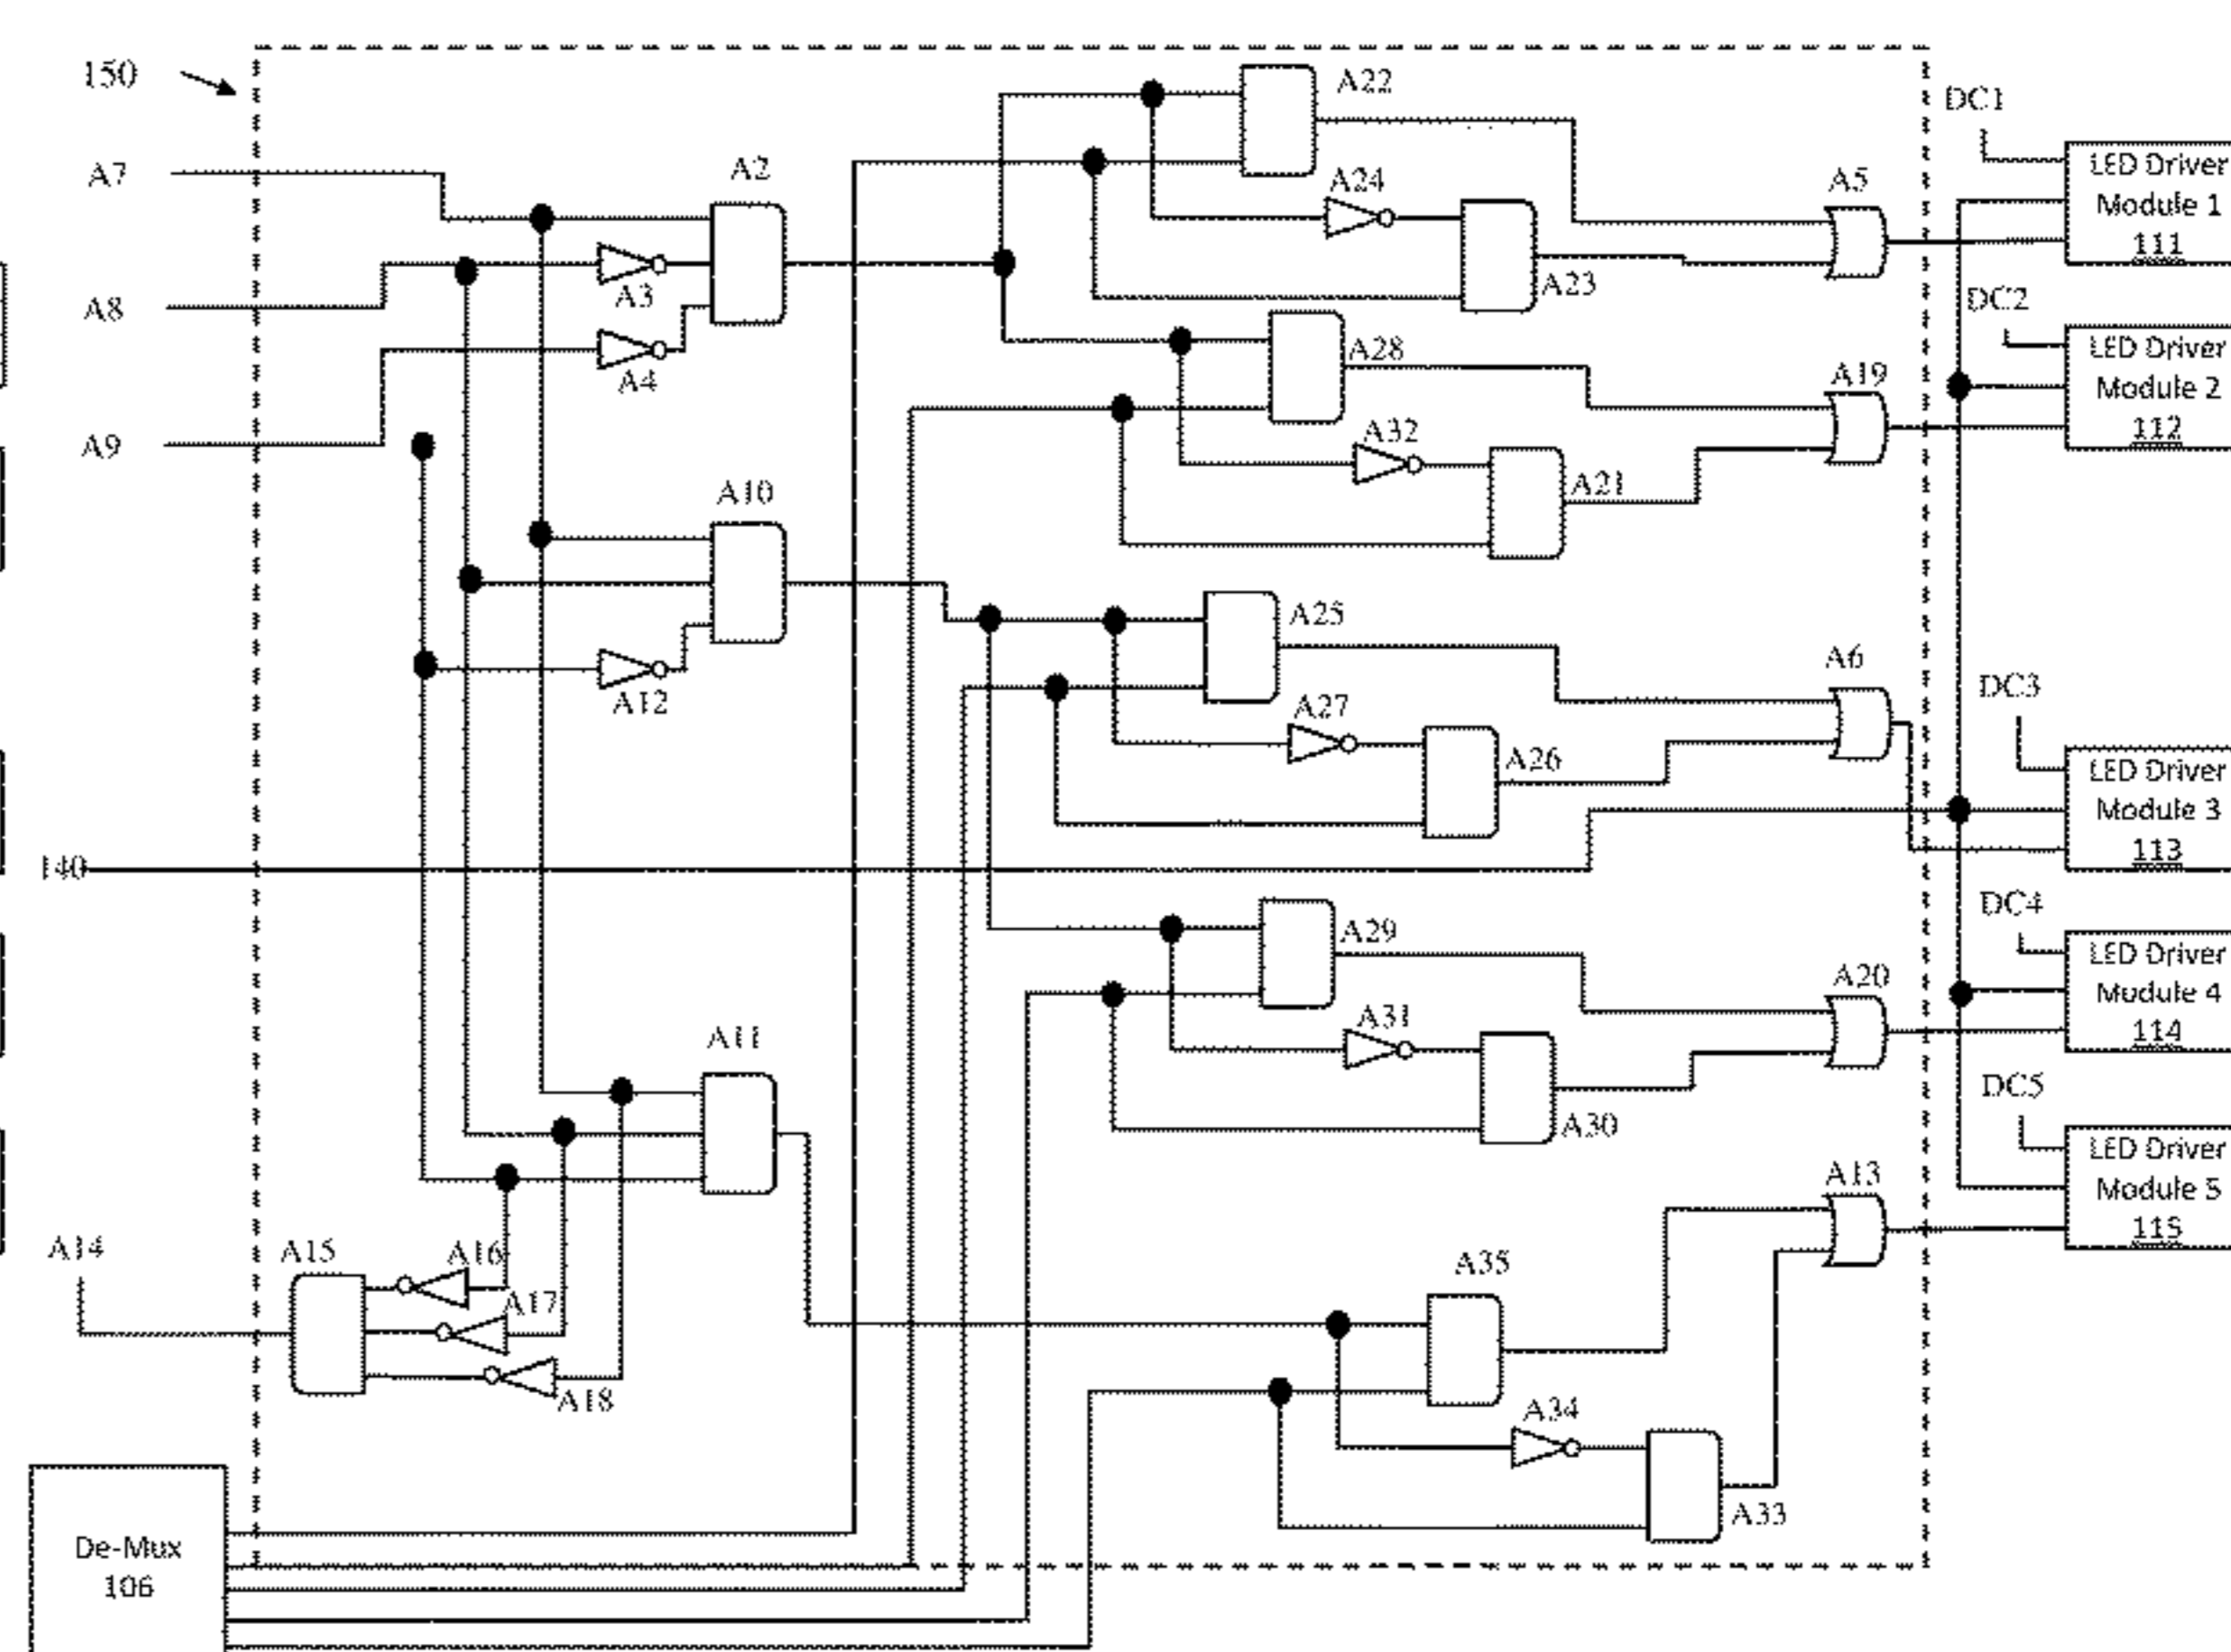 150
A22
DC1
A7
A2
A24
A5
LED Driver
Module 1
111
A3
A8
A23
DC2
A28
LED Driver
Module 2
112
A4
A19
A9
A32
A10
A21
A25
A6
A12
A27
DC3
A26
LED Driver
Module 3
113
140
DC4
A29
LED Driver
Module 4
114
A20
A11
A31
A30
DC5
A13
LED Driver
Module 5
115
A14
A15
A16
A17
A35
A18
A34
A33
De-Mux
106